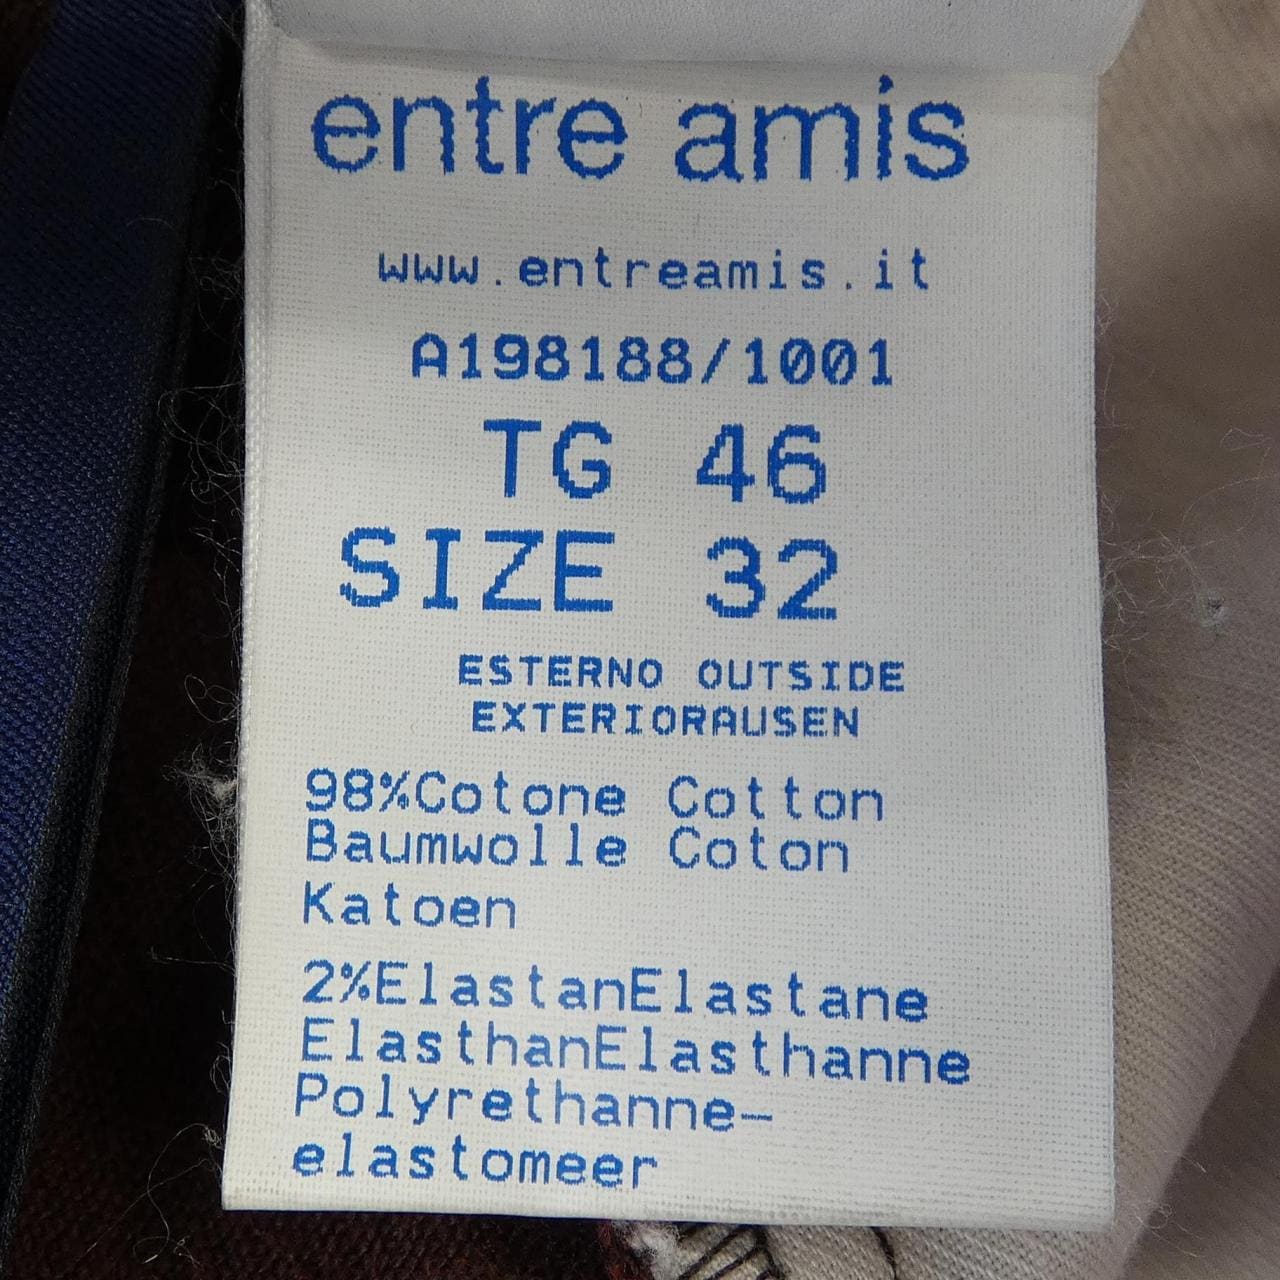 entre amis
www.entreamis.it
A198188/1001
TG 46
SIZE 32
ESTERNO OUTSIDE
EXTERIORAUSEN
98%Cotone Cotton
Baumwolle Coton
Katoen
2%ElastanElastane
ElasthanElasthanne
Polyrethanne-
elastomeer